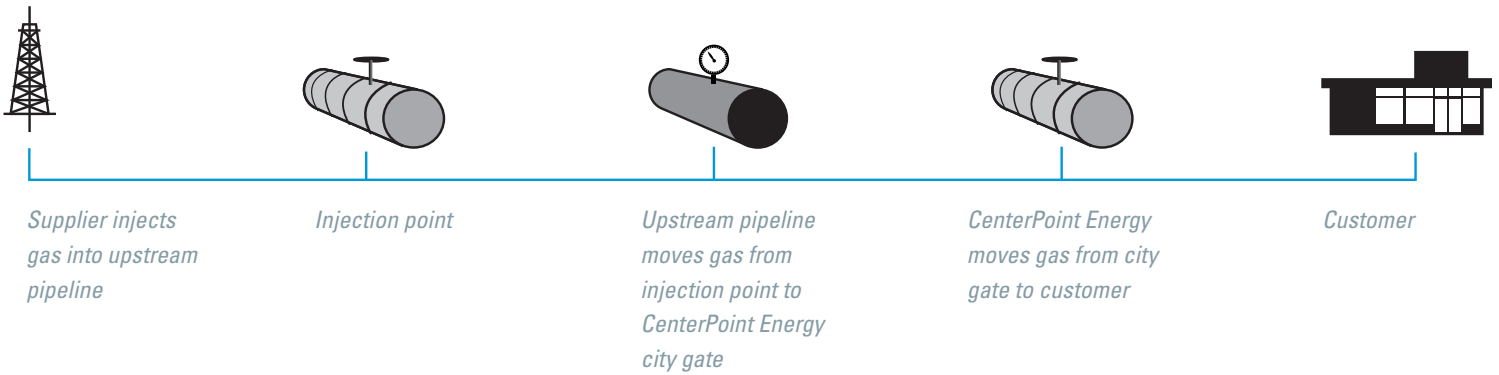 Supplier injects
gas into upstream
pipeline
Injection point
Upstream pipeline
moves gas from
injection point to
CenterPoint Energy
city gate
CenterPoint Energy
moves gas from city
gate to customer
Customer